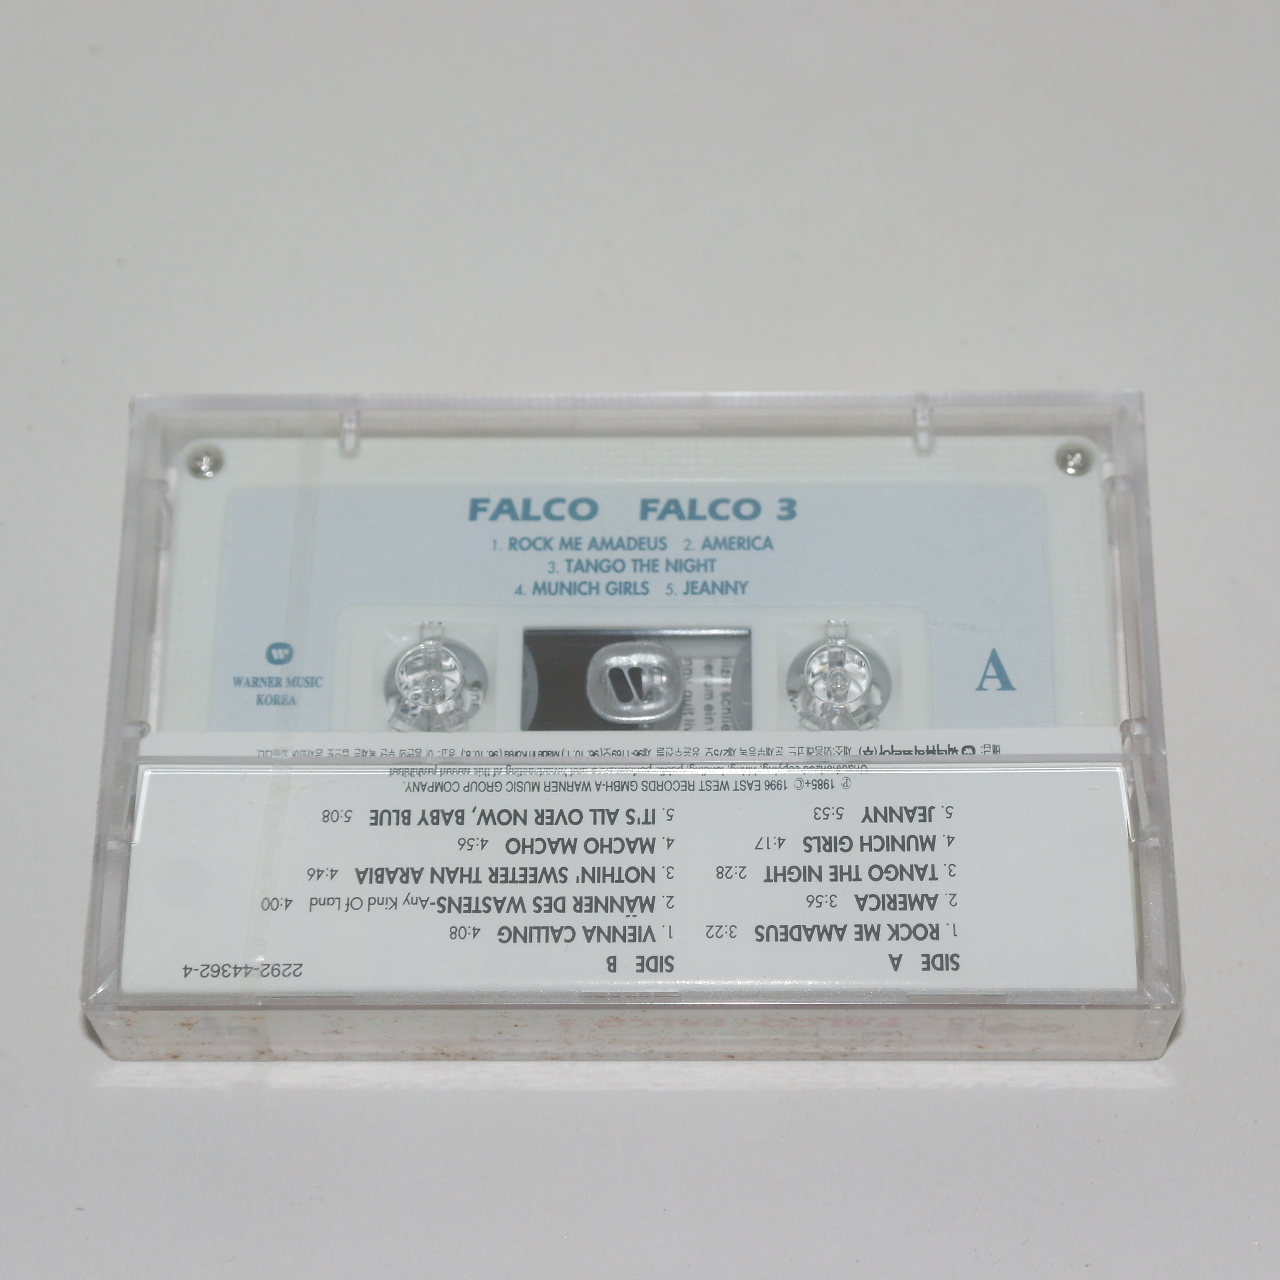 FALCO FALCO 3
1. ROCK ME AMADEUS 2. AMERICA
3. TANGO THE NIGHT
4. MUNICH GIRLS 5. JEANNY
WARNER MUSIC
KOREA
A
SIDE A
1. ROCK ME AMADEUS 3:22
2. AMERICA 3:56
3. TANGO THE NIGHT 2:28
4. MUNICH GIRLS 4:17
5. JEANNY 5:53
SIDE B
1. VIENNA CALLING 4:08
2. MÄNNER DES WASTENS-Any Kind Of Land 4:00
3. NOTHIN' SWEETER THAN ARABIA 4:46
4. MACHO MACHO 4:56
5. IT'S ALL OVER NOW, BABY BLUE 5:08
2292-44362-4
℗ 1985+© 1996 EAST WEST RECORDS GMBH-A WARNER MUSIC GROUP COMPANY.